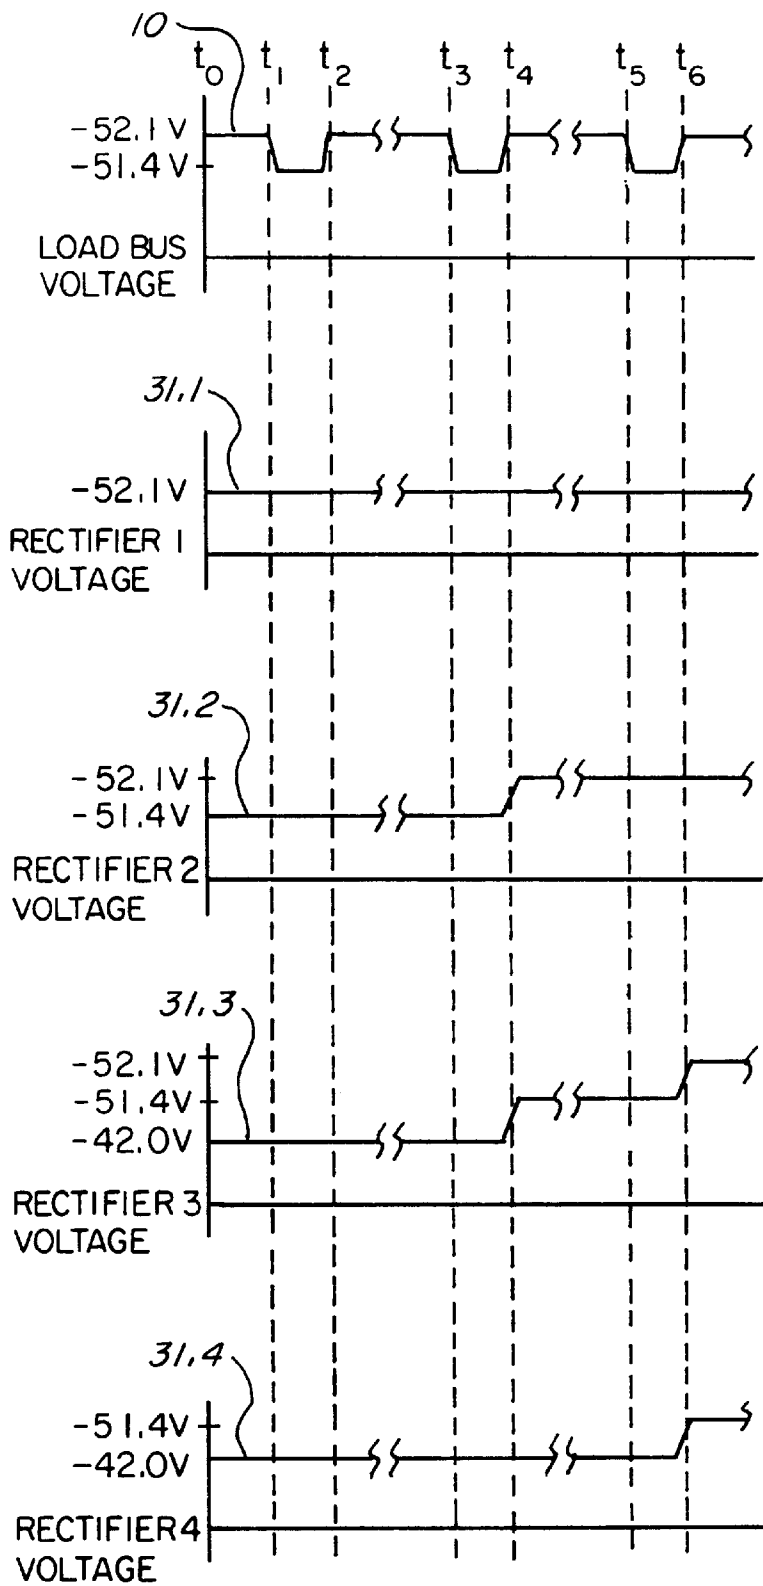 10
t0 t1 t2 t3 t4 t5 t6
-52.1V
-51.4V
LOAD BUS
VOLTAGE
31.1
-52.1V
RECTIFIER 1
VOLTAGE
31.2
-52.1V
-51.4V
RECTIFIER 2
VOLTAGE
31.3
-52.1V
-51.4V
-42.0V
RECTIFIER 3
VOLTAGE
31.4
-51.4V
-42.0V
RECTIFIER 4
VOLTAGE